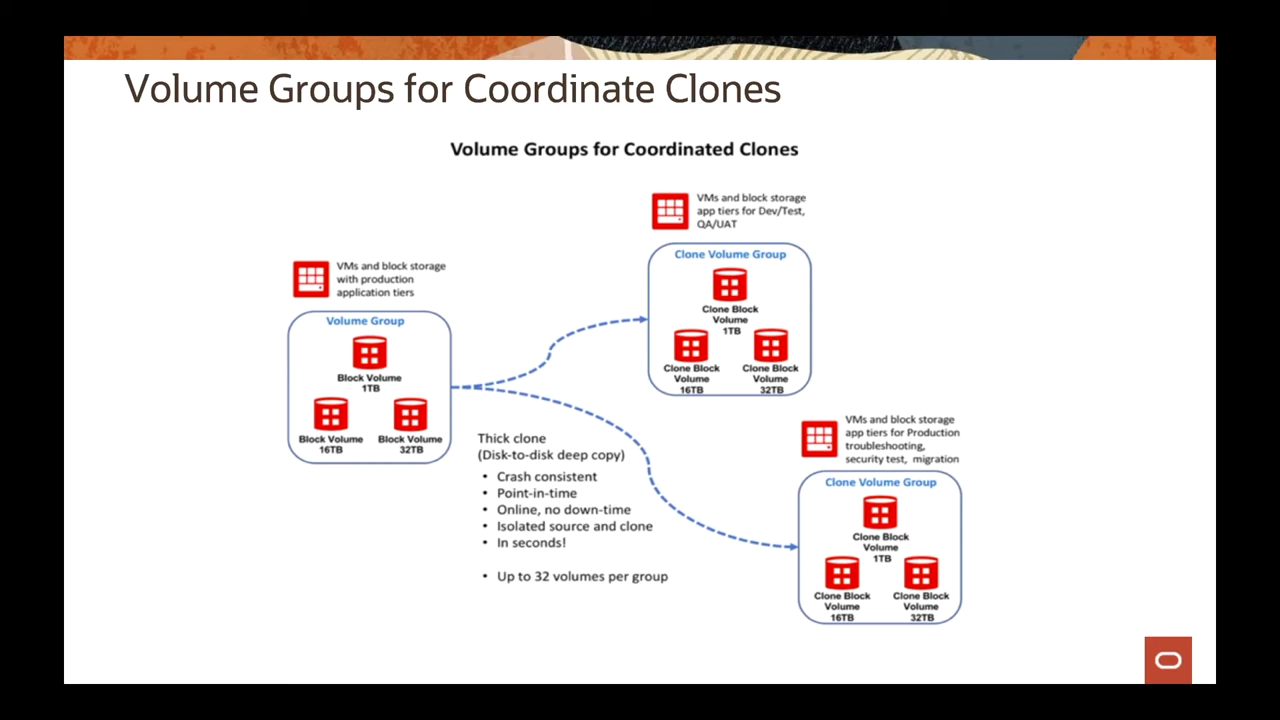 Volume Groups for Coordinate Clones
Volume Groups for Coordinated Clones
VMs and block storage
app tiers for Dev/Test,
QA/UAT
Clone Volume Group
Clone Block
Volume
1TB
Clone Block
Volume
16TB
Clone Block
Volume
32TB
VMs and block storage
with production
application tiers
Volume Group
Block Volume
1TB
Block Volume
16TB
Block Volume
32TB
Thick clone
(Disk-to-disk deep copy)
• Crash consistent
• Point-in-time
• Online, no down-time
• Isolated source and clone
• In seconds!
• Up to 32 volumes per group
VMs and block storage
app tiers for Production
troubleshooting,
security test, migration
Clone Volume Group
Clone Block
Volume
1TB
Clone Block
Volume
16TB
Clone Block
Volume
32TB